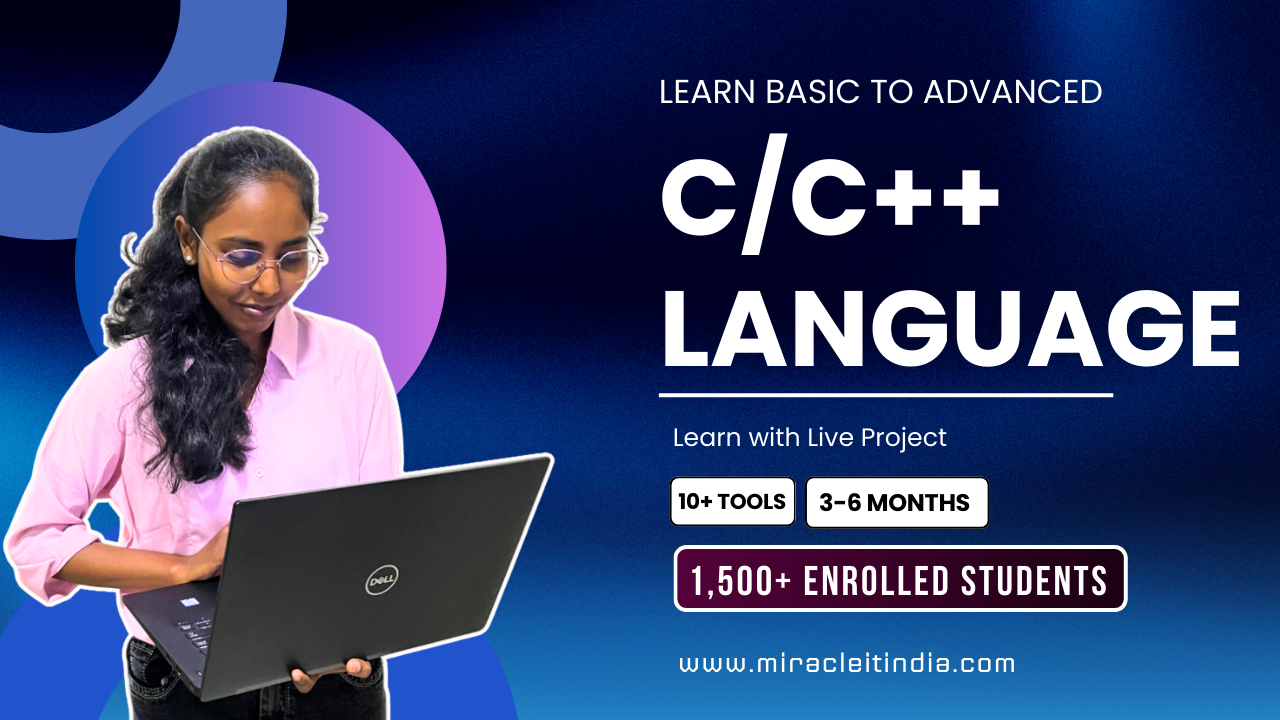 LEARN BASIC TO ADVANCED
C/C++
LANGUAGE
Learn with Live Project
10+ TOOLS
3-6 MONTHS
1,500+ ENROLLED STUDENTS
www.miracleitindia.com
DELL